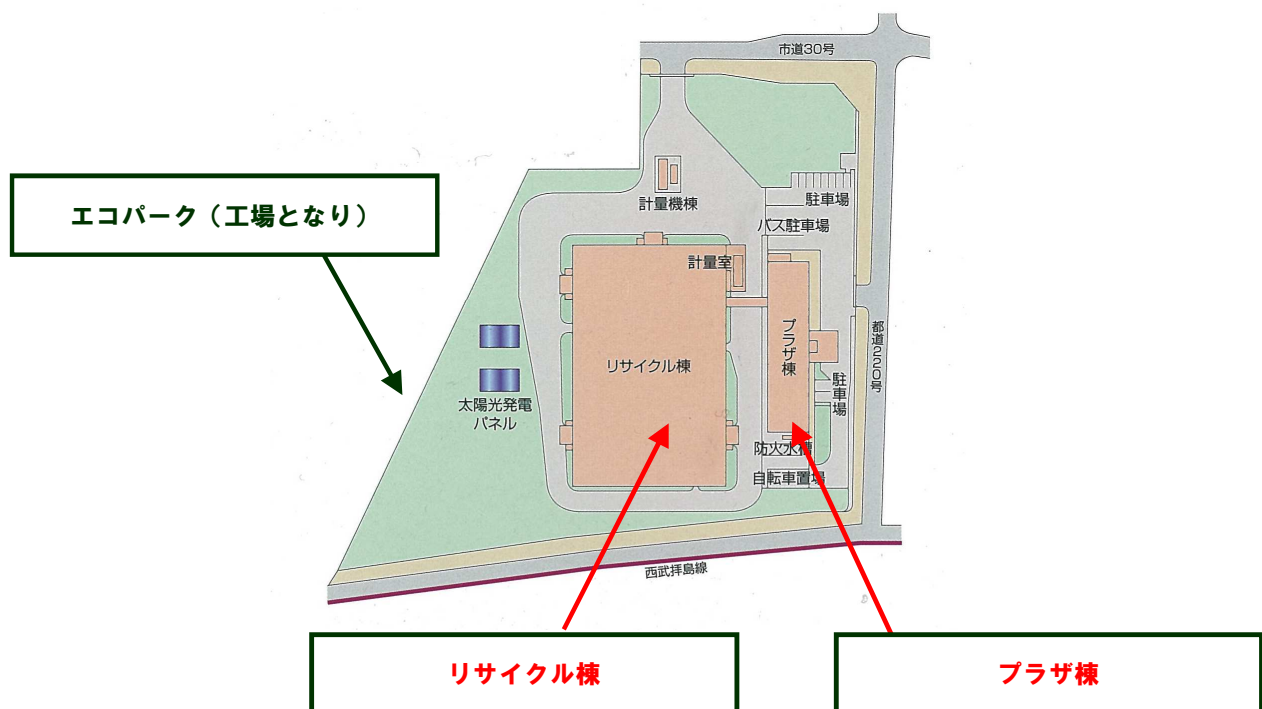 市道30号
エコパーク（工場となり）
計量機棟
駐車場
バス駐車場
計量室
リサイクル棟
プラザ棟
都道220号
駐車場
太陽光発電
パネル
防火水槽
自転車置場
西武拝島線
リサイクル棟
プラザ棟